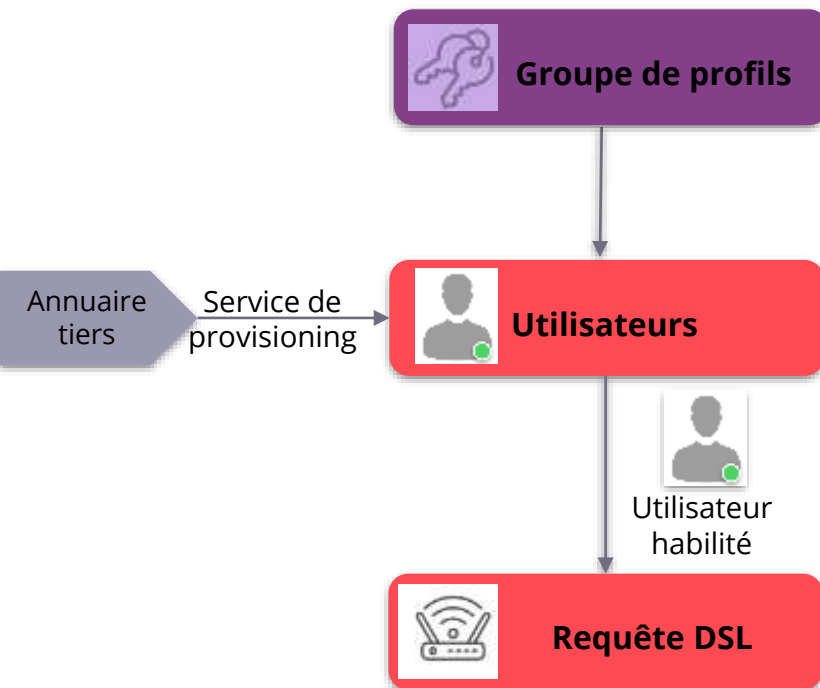 Groupe de profils
Annuaire
tiers
Service de
provisioning
Utilisateurs
Utilisateur
habilité
Requête DSL